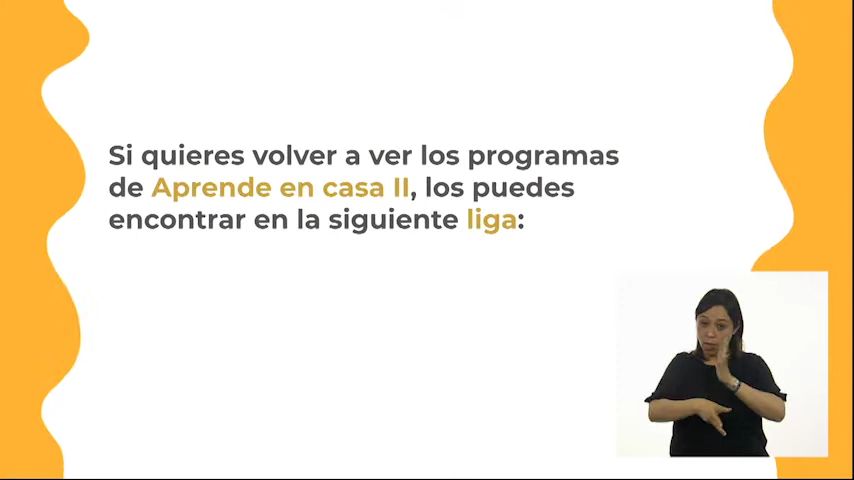 Si quieres volver a ver los programas
de Aprende en casa II, los puedes
encontrar en la siguiente liga: